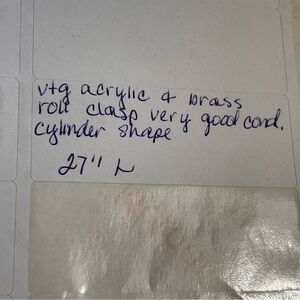 vtg acrylic & brass
roll clasp very good cond.
cylinder shape
27" L